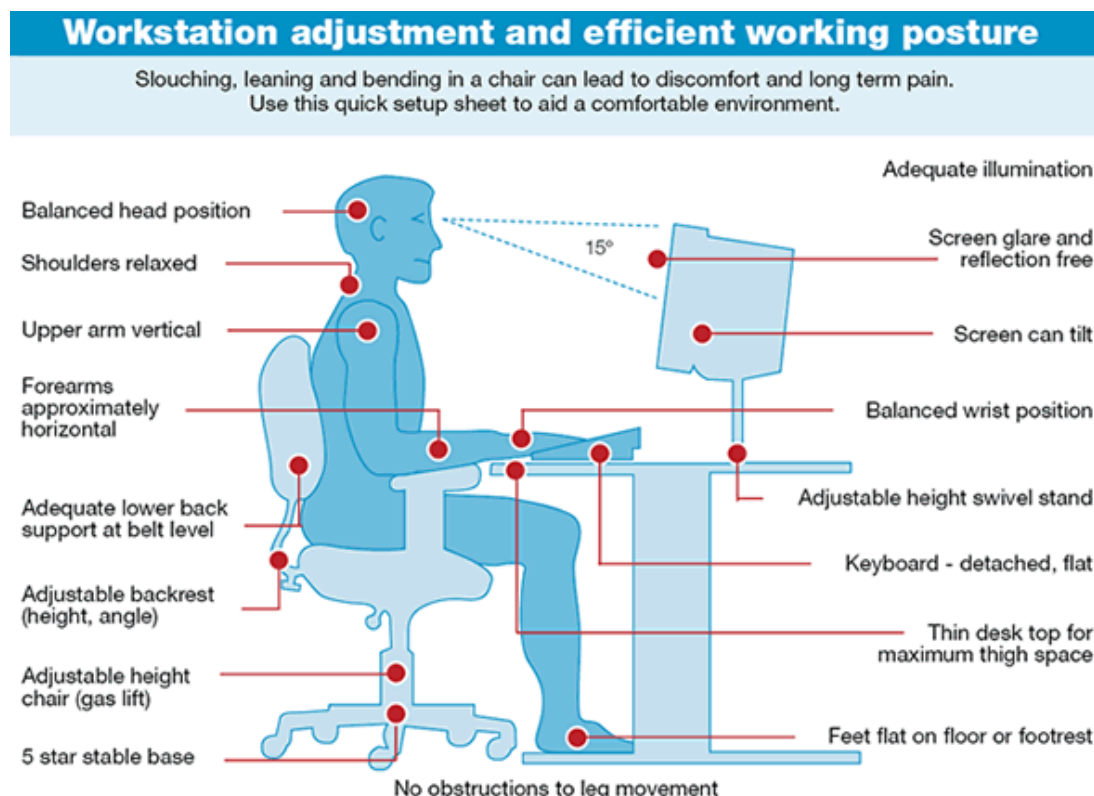 Workstation adjustment and efficient working posture
Slouching, leaning and bending in a chair can lead to discomfort and long term pain.
Use this quick setup sheet to aid a comfortable environment.
Adequate illumination
Balanced head position
Shoulders relaxed
Upper arm vertical
Forearms
approximately
horizontal
Adequate lower back
support at belt level
Adjustable backrest
(height, angle)
Adjustable height
chair (gas lift)
5 star stable base
15°
Screen glare and
reflection free
Screen can tilt
Balanced wrist position
Adjustable height swivel stand
Keyboard - detached, flat
Thin desk top for
maximum thigh space
Feet flat on floor or footrest
No obstructions to leg movement